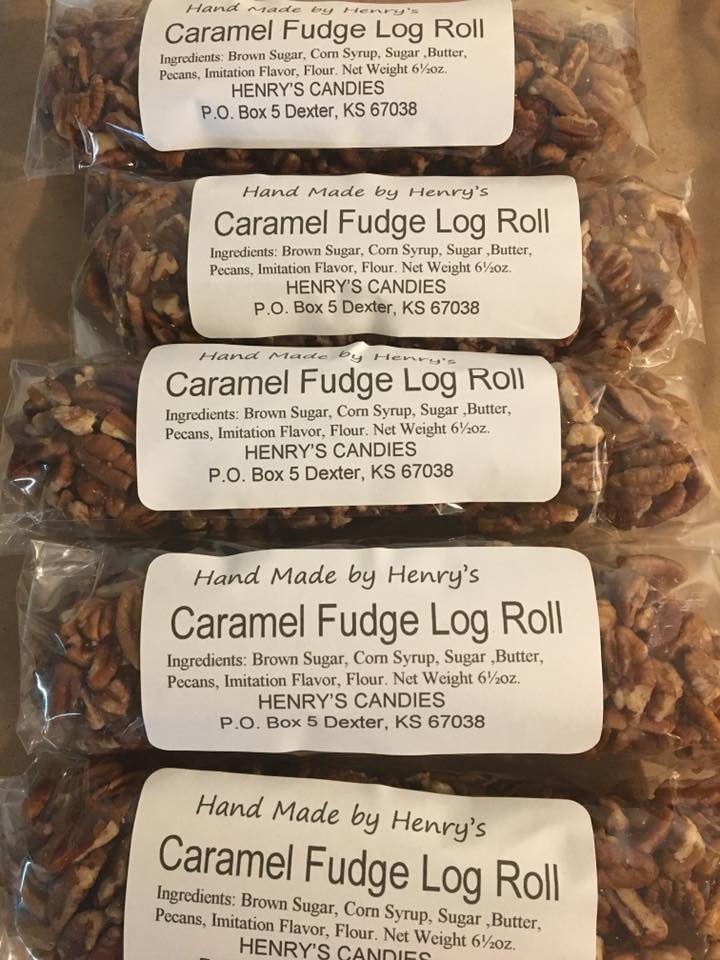 Hand Made by Henry's
Caramel Fudge Log Roll
Ingredients: Brown Sugar, Corn Syrup, Sugar ,Butter,
Pecans, Imitation Flavor, Flour. Net Weight 6½oz.
HENRY'S CANDIES
P.O. Box 5 Dexter, KS 67038
Hand Made by Henry's
Caramel Fudge Log Roll
Ingredients: Brown Sugar, Corn Syrup, Sugar ,Butter,
Pecans, Imitation Flavor, Flour. Net Weight 6½oz.
HENRY'S CANDIES
P.O. Box 5 Dexter, KS 67038
Hand Made by Henry's
Caramel Fudge Log Roll
Ingredients: Brown Sugar, Corn Syrup, Sugar ,Butter,
Pecans, Imitation Flavor, Flour. Net Weight 6½oz.
HENRY'S CANDIES
P.O. Box 5 Dexter, KS 67038
Hand Made by Henry's
Caramel Fudge Log Roll
Ingredients: Brown Sugar, Corn Syrup, Sugar ,Butter,
Pecans, Imitation Flavor, Flour. Net Weight 6½oz.
HENRY'S CANDIES
P.O. Box 5 Dexter, KS 67038
Hand Made by Henry's
Caramel Fudge Log Roll
Ingredients: Brown Sugar, Corn Syrup, Sugar ,Butter,
Pecans, Imitation Flavor, Flour. Net Weight 6½oz.
HENRY'S CANDIES